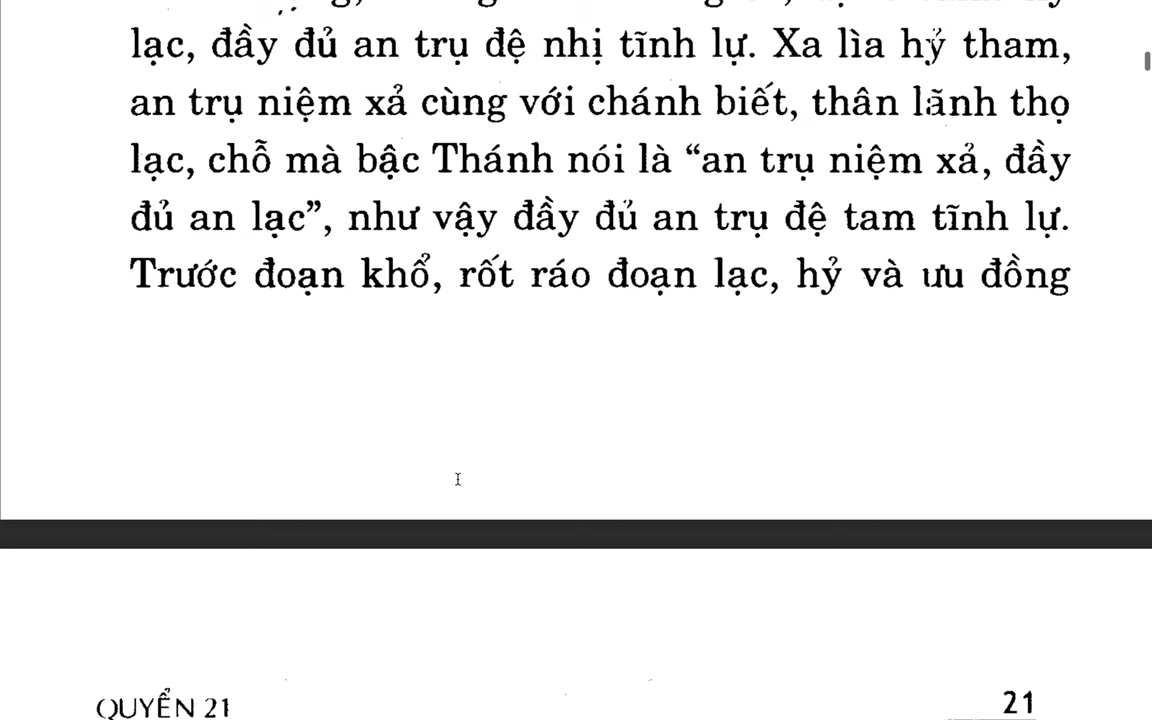 lạc, đầy đủ an trụ đệ nhị tĩnh lự. Xa lìa hỷ tham,
an trụ niệm xả cùng với chánh biết, thân lãnh thọ
lạc, chỗ mà bậc Thánh nói là “an trụ niệm xả, đầy
đủ an lạc”, như vậy đầy đủ an trụ đệ tam tĩnh lự.
Trước đoạn khổ, rốt ráo đoạn lạc, hỷ và ưu đồng
QUYỂN 21
21